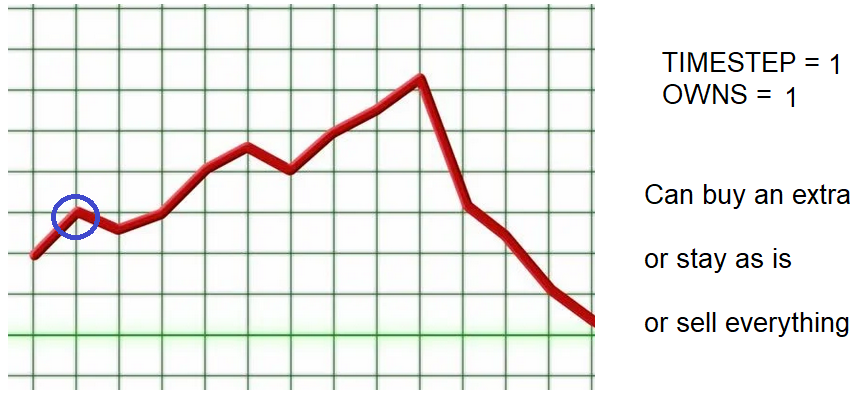 TIMESTEP = 1
OWNS = 1
Can buy an extra
or stay as is
or sell everything